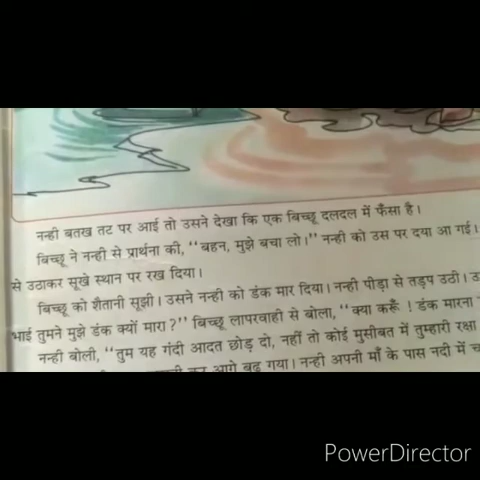 नन्ही बतख तट पर आई तो उसने देखा कि एक बिच्छू दलदल में फँसा है।
बिच्छू ने नन्ही से प्रार्थना की, ‘‘बहन, मुझे बचा लो।’’ नन्ही को उस पर दया आ गई।
से उठाकर सूखे स्थान पर रख दिया।
बिच्छू को शैतानी सूझी। उसने नन्ही को डंक मार दिया। नन्ही पीड़ा से तड़प उठी।
भाई तुमने मुझे डंक क्यों मारा?’’ बिच्छू लापरवाही से बोला, ‘‘क्या करूँ ! डंक मारना
नन्ही बोली, ‘‘तुम यह गंदी आदत छोड़ दो, नहीं तो कोई मुसीबत में तुम्हारी रक्षा
आगे बढ़ गया। नन्ही अपनी माँ के पास नदी में
PowerDirector